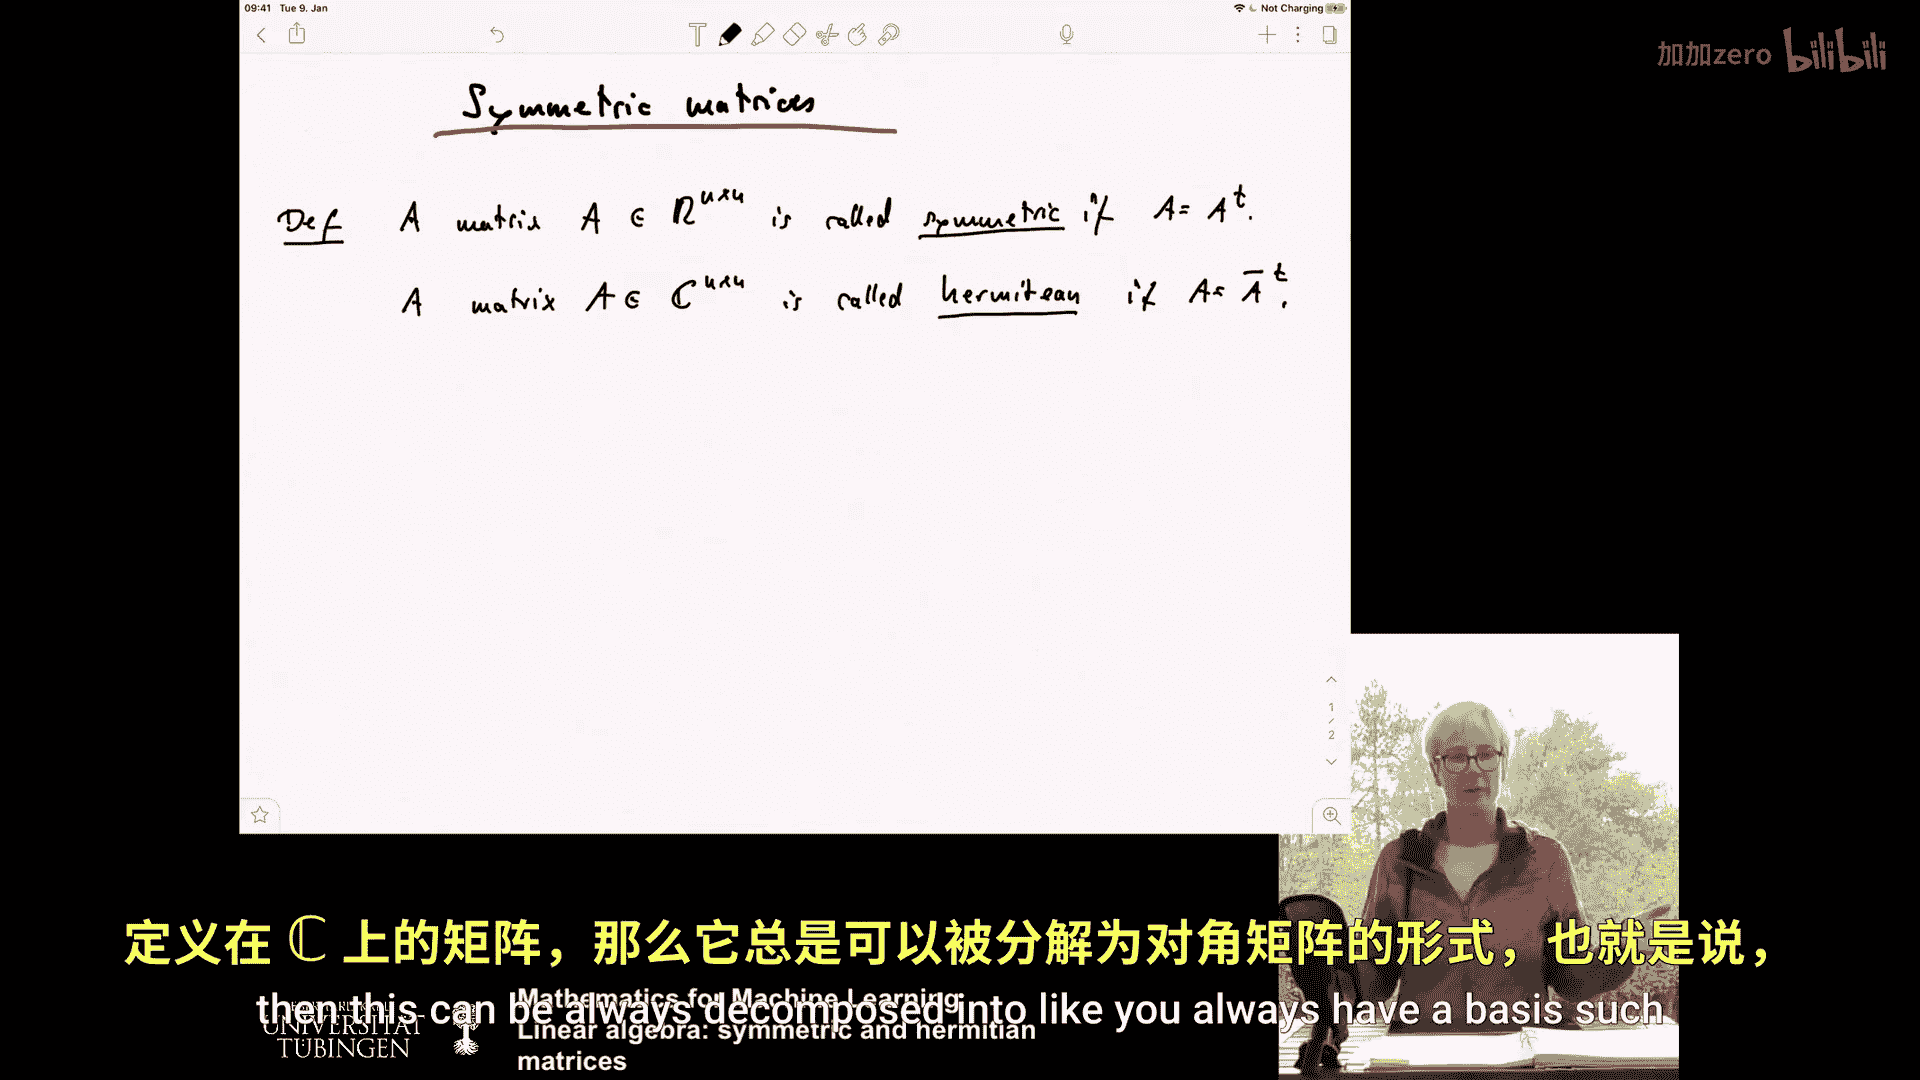 09:41 Tue 9. Jan
Not Charging
加加zero bilibili
T
Symmetric matrices
Def A matrix A ∈ ℝⁿˣⁿ is called symmetric if A = Aᵗ.
A matrix A ∈ ℂⁿˣⁿ is called hermitean if A = A̅ᵗ.
1
/
2
定义在 ℂ 上的矩阵，那么它总是可以被分解为对角矩阵的形式，也就是说，
then this can be always decomposed into like you always have a basis such
Mathematics for Machine Learning
Linear algebra: symmetric and hermitian
matrices
UNIVERSITÄT
TÜBINGEN